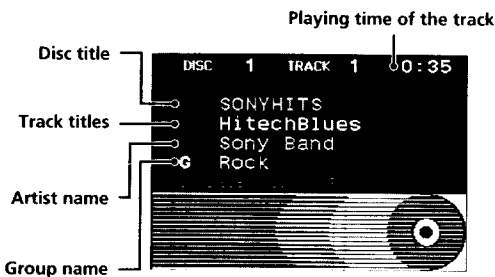 Playing time of the track
Disc title
DISC 1 TRACK 1 0:35
SONYHITS
Track titles
HitechBlues
Sony Band
G Rock
Artist name
Group name